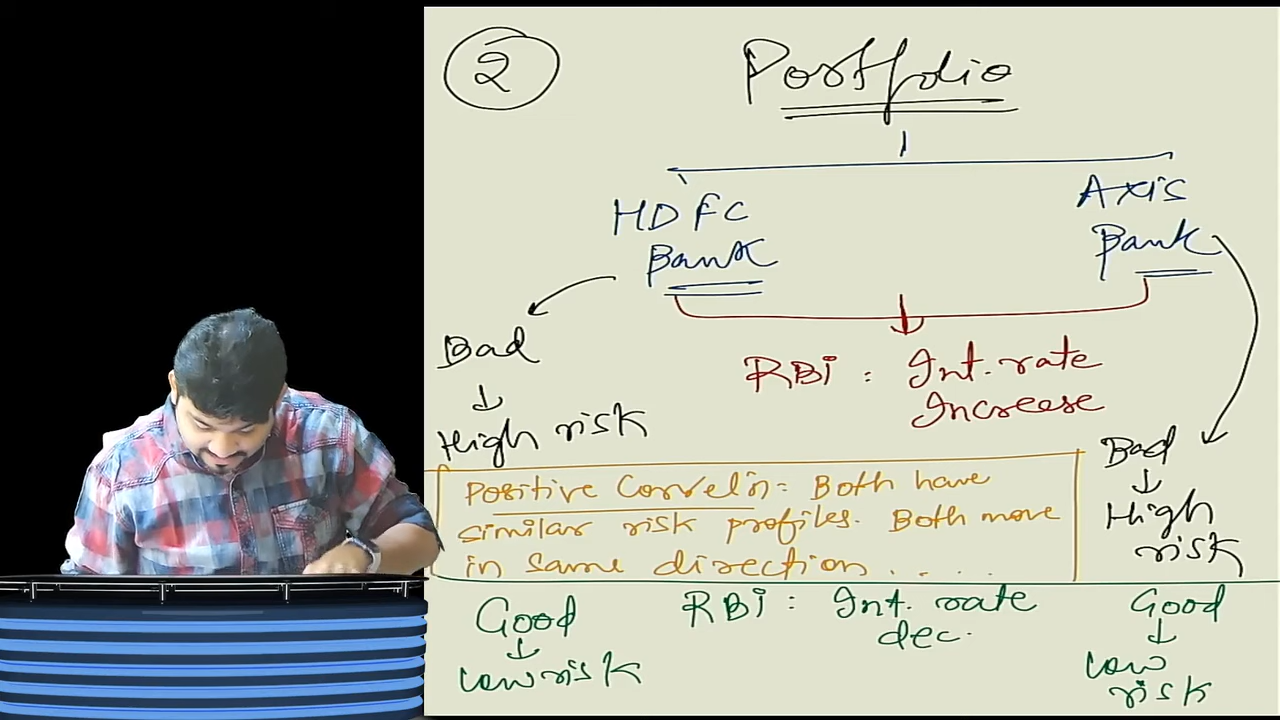 2
Portfolio
HDFC
Bank
Axis
Bank
Bad
↓
High risk
RBI : Int. rate
Increase
Bad
↓
High
risk
Positive Correln = Both have
similar risk profiles. Both move
in same direction . . . .
Good
↓
Low risk
RBI : Int. rate
dec.
Good
↓
Low
risk